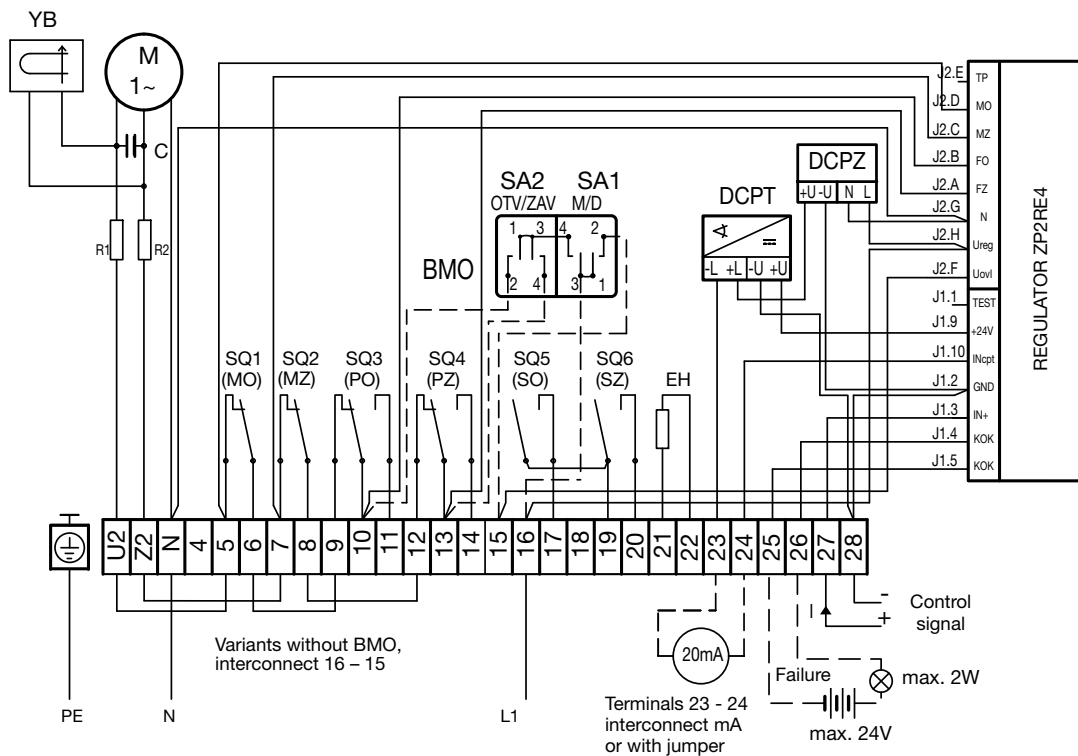 YB
M
1~
C
R1
R2
SA2
SA1
OTV/ZAV
M/D
1
3
4
2
2
4
3
1
BMO
DCPT
-L +L -U +U
DCPZ
+U -U N L
J2.E
TP
J2.D
MO
J2.C
MZ
J2.B
FO
J2.A
FZ
J2.G
N
J2.H
Ureg
J2.F
Uovl
J1.1
TEST
J1.9
+24V
J1.10
INcpt
J1.2
GND
J1.3
IN+
J1.4
KOK
J1.5
KOK
REGULATOR ZP2RE4
SQ1
(MO)
SQ2
(MZ)
SQ3
(PO)
SQ4
(PZ)
SQ5
(SO)
SQ6
(SZ)
EH
U2
Z2
N
4
5
6
7
8
9
10
11
12
13
14
15
16
17
18
19
20
21
22
23
24
25
26
27
28
Variants without BMO,
interconnect 16 – 15
PE
N
L1
20mA
Terminals 23 - 24
interconnect mA
or with jumper
I
-
+
Control
signal
Failure
max. 2W
max. 24V